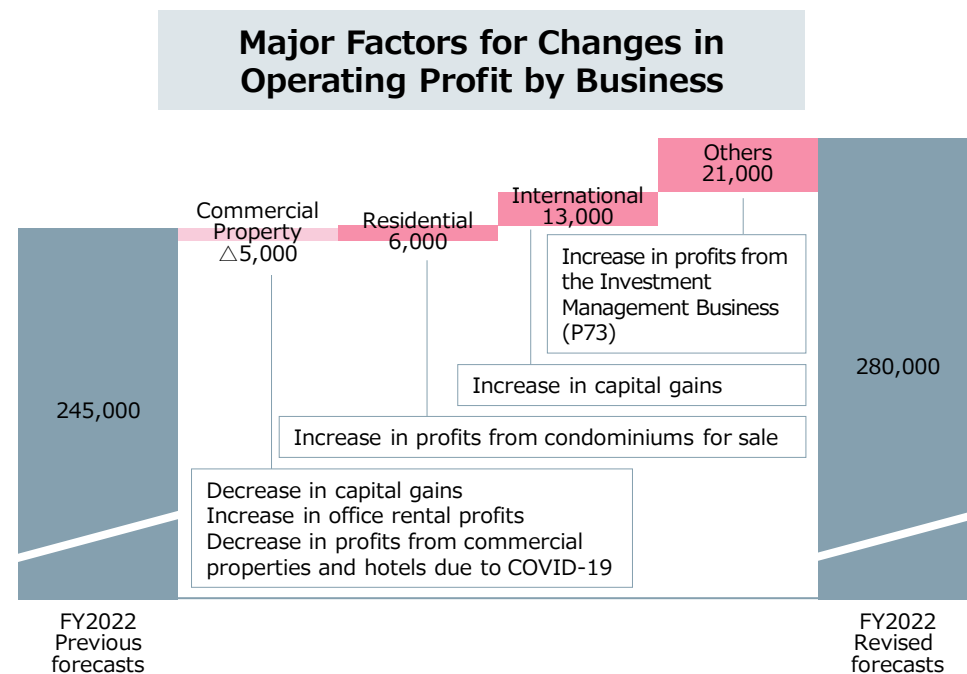 Major Factors for Changes in
Operating Profit by Business
Others
21,000
International
13,000
Commercial
Property
△5,000
Residential
6,000
Increase in profits from
the Investment
Management Business
(P73)
280,000
Increase in capital gains
245,000
Increase in profits from condominiums for sale
Decrease in capital gains
Increase in office rental profits
Decrease in profits from commercial
properties and hotels due to COVID-19
FY2022
Previous
forecasts
FY2022
Revised
forecasts